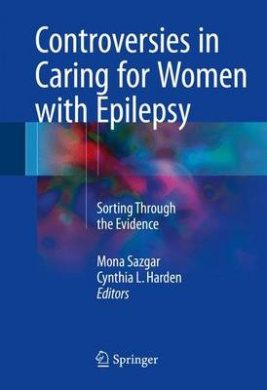 Controversies in
Caring for Women
with Epilepsy
Sorting Through
the Evidence
Mona Sazgar
Cynthia L. Harden
Editors
Springer